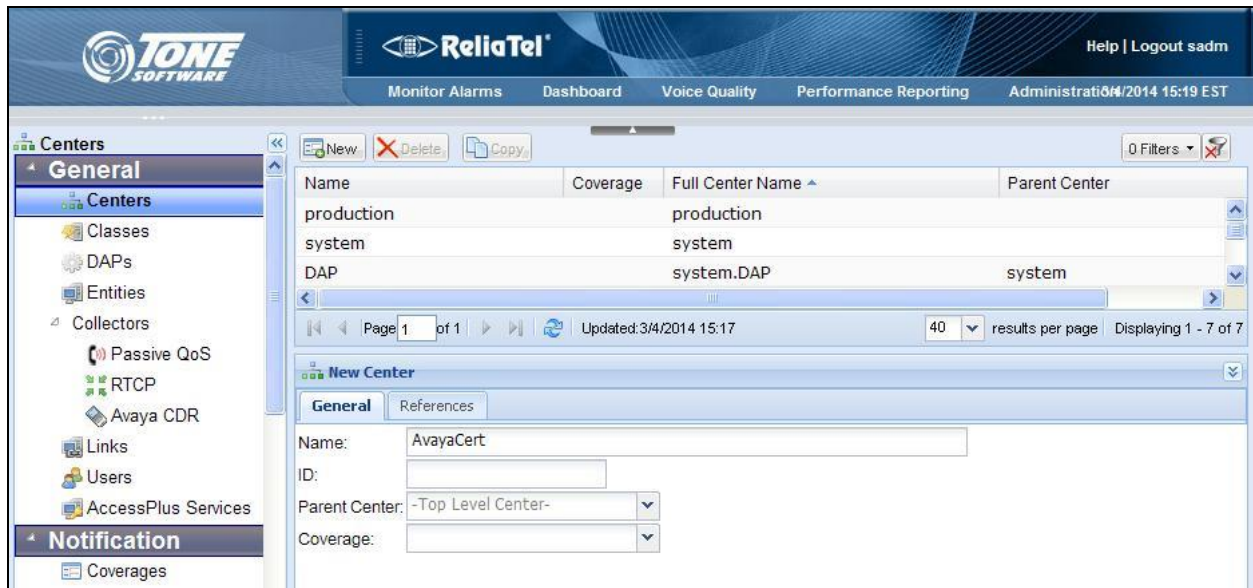 TONE
SOFTWARE
ReliaTel
Help | Logout sadm
Monitor Alarms Dashboard Voice Quality Performance Reporting
/2014 15:19 EST
Centers
General
Centers
Classes
DAPs
Entities
Collectors
Passive QoS
RTCP
Avaya CDR
Links
Users
AccessPlus Services
Notification
Coverages
New Delete Copy 0 Filters
Name Coverage Full Center Name Parent Center
production production
system system
DAP system.DAP system
Page 1 of 1 Updated:3/4/2014 15:17 40 results per page Displaying 1 - 7 of 7
New Center
General References
Name: AvayaCert
ID:
Parent Center: -Top Level Center-
Coverage: